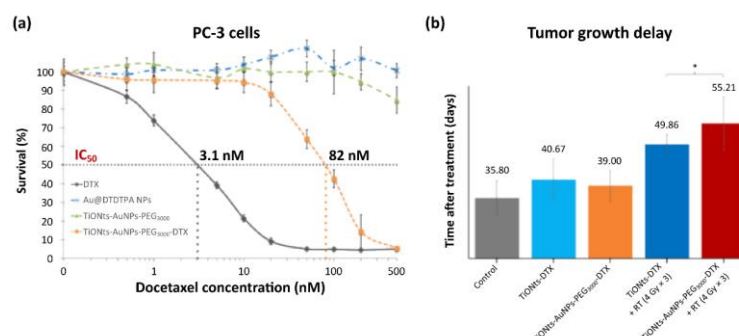 (a)
PC-3 cells
Survival (%)
100
90
80
70
60
50
40
30
20
10
0
IC50
3.1 nM
82 nM
DTX
Au@DTDTPA NPs
TiONts-AuNPs-PEG3000
TiONts-AuNPs-PEG3000-DTX
0
1
10
100
500
Docetaxel concentration (nM)
(b)
Tumor growth delay
Time after treatment (days)
35.80
40.67
39.00
49.86
*
55.21
Control
TiONts-DTX
TiONts-AuNPs-PEG3000-DTX
TiONts-DTX
+ RT (4 Gy × 3)
TiONts-AuNPs-PEG3000-DTX
+ RT (4 Gy × 3)